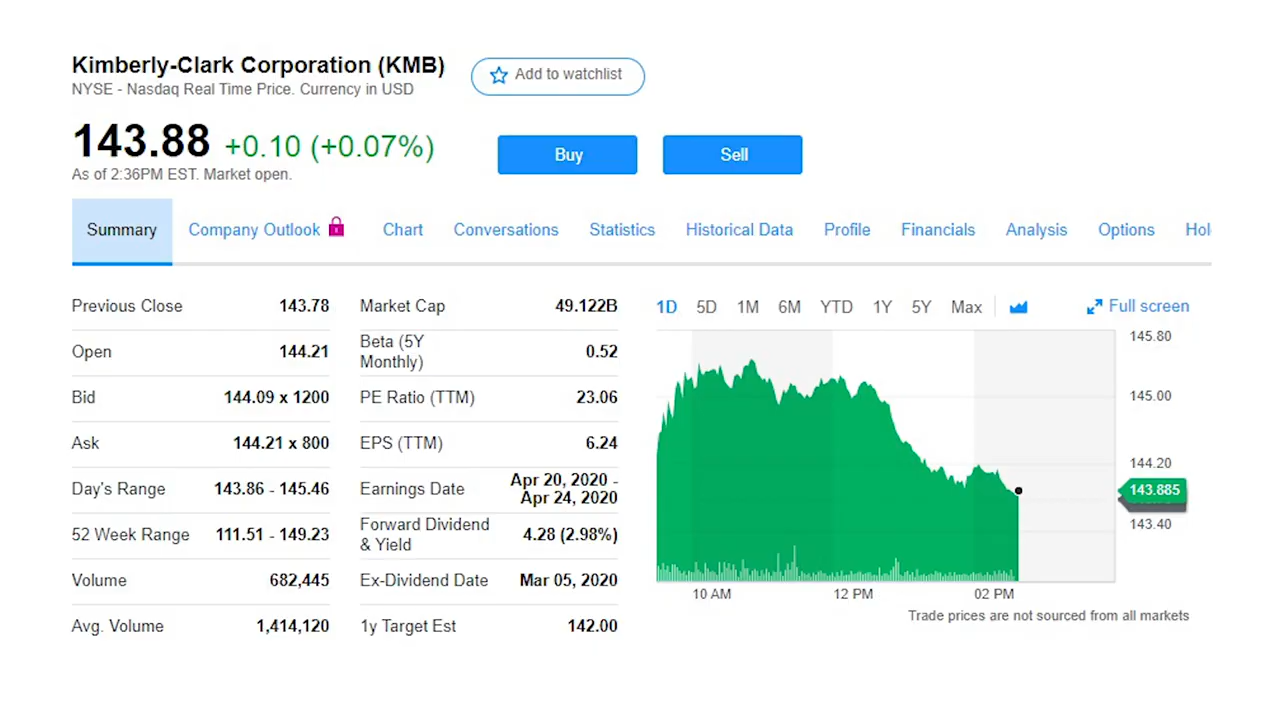 Kimberly-Clark Corporation (KMB)
Add to watchlist
NYSE - Nasdaq Real Time Price. Currency in USD
143.88 +0.10 (+0.07%)
As of 2:36PM EST. Market open.
Buy
Sell
Summary Company Outlook Chart Conversations Statistics Historical Data Profile Financials Analysis Options Hol
Previous Close 143.78
Open 144.21
Bid 144.09 x 1200
Ask 144.21 x 800
Day's Range 143.86 - 145.46
52 Week Range 111.51 - 149.23
Volume 682,445
Avg. Volume 1,414,120
Market Cap 49.122B
Beta (5Y
Monthly) 0.52
PE Ratio (TTM) 23.06
EPS (TTM) 6.24
Earnings Date Apr 20, 2020 -
Apr 24, 2020
Forward Dividend
& Yield 4.28 (2.98%)
Ex-Dividend Date Mar 05, 2020
1y Target Est 142.00
1D 5D 1M 6M YTD 1Y 5Y Max Full screen
145.80
145.00
144.20
143.885
143.40
10 AM 12 PM 02 PM
Trade prices are not sourced from all markets